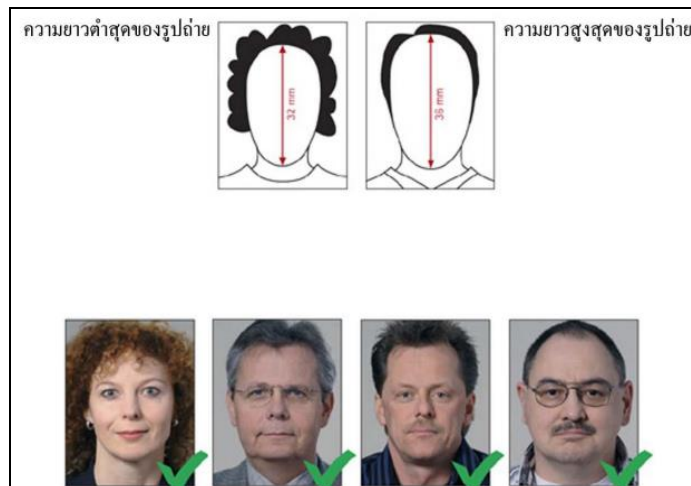 ความยาวต่ำสุดของรูปถ่าย
ความยาวสูงสุดของรูปถ่าย
32 mm
36 mm